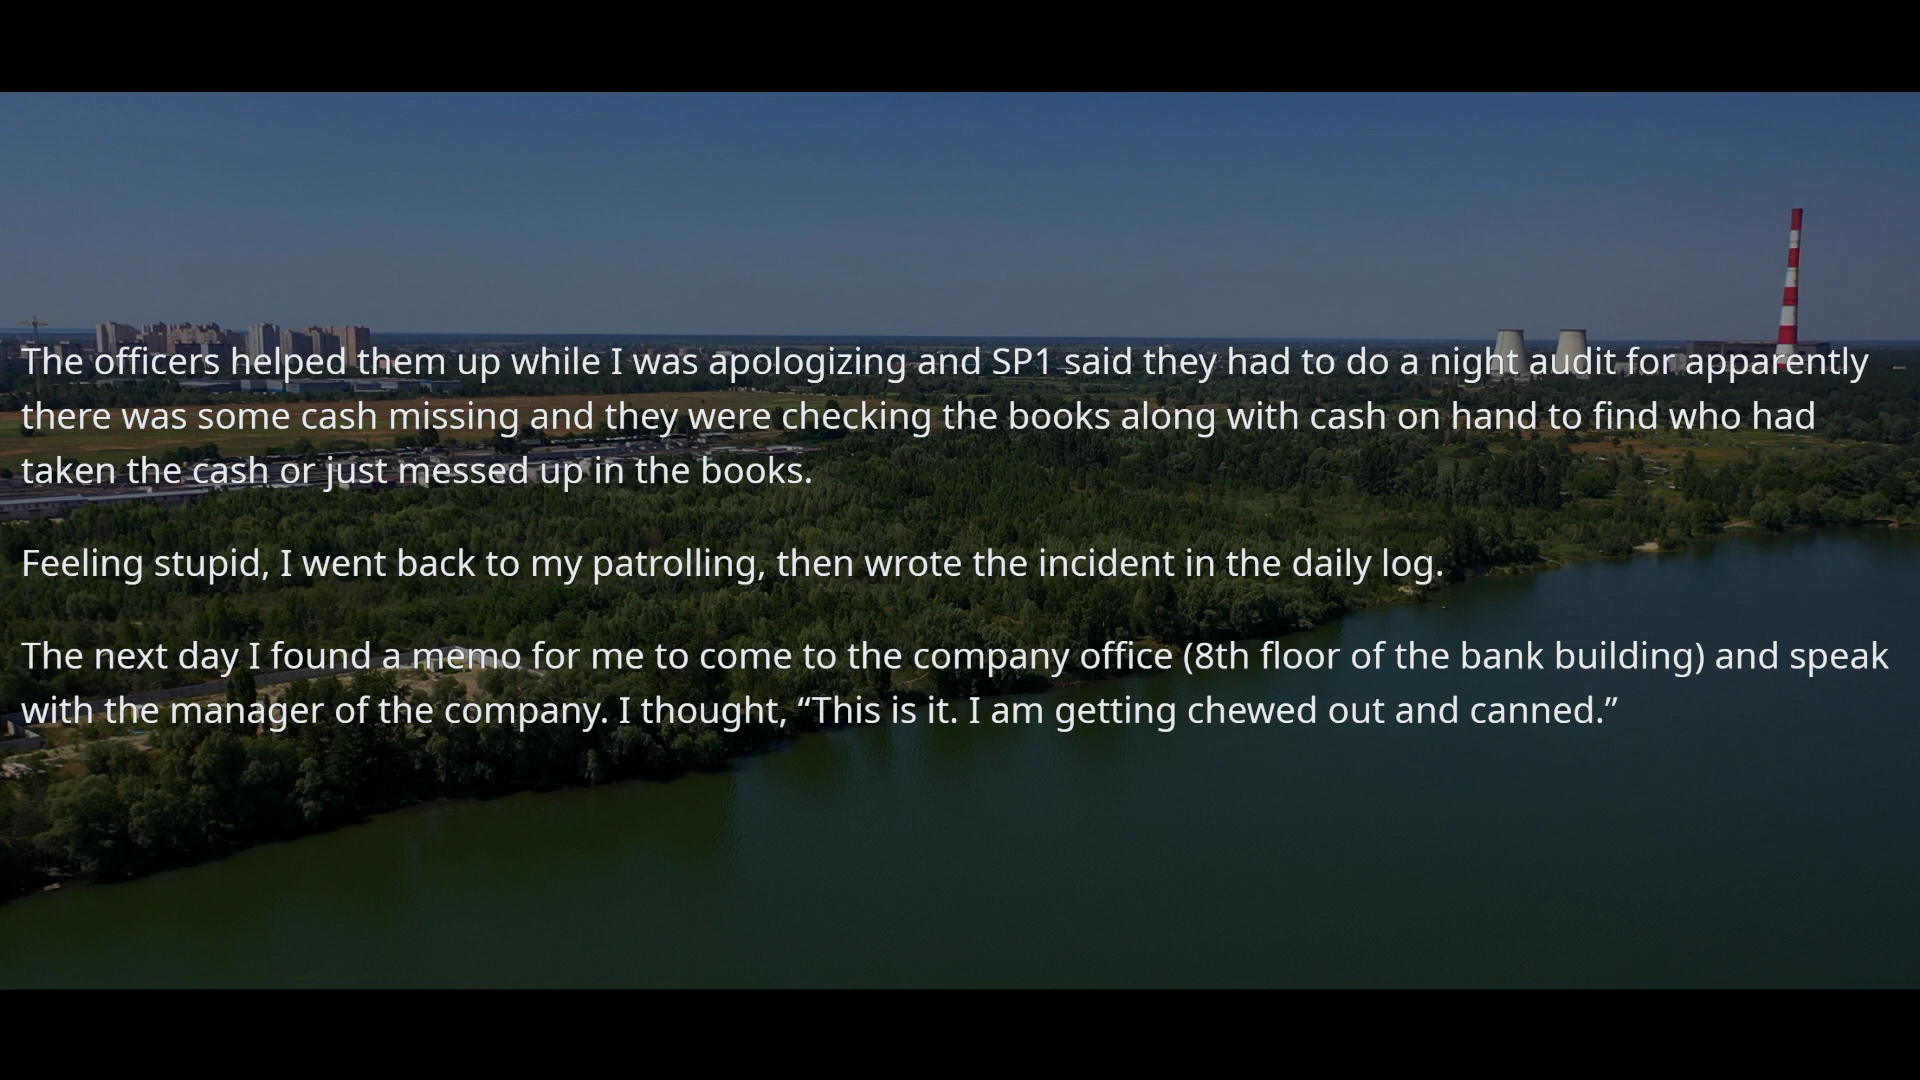 The officers helped them up while I was apologizing and SP1 said they had to do a night audit for apparently
there was some cash missing and they were checking the books along with cash on hand to find who had
taken the cash or just messed up in the books.
Feeling stupid, I went back to my patrolling, then wrote the incident in the daily log.
The next day I found a memo for me to come to the company office (8th floor of the bank building) and speak
with the manager of the company. I thought, “This is it. I am getting chewed out and canned.”